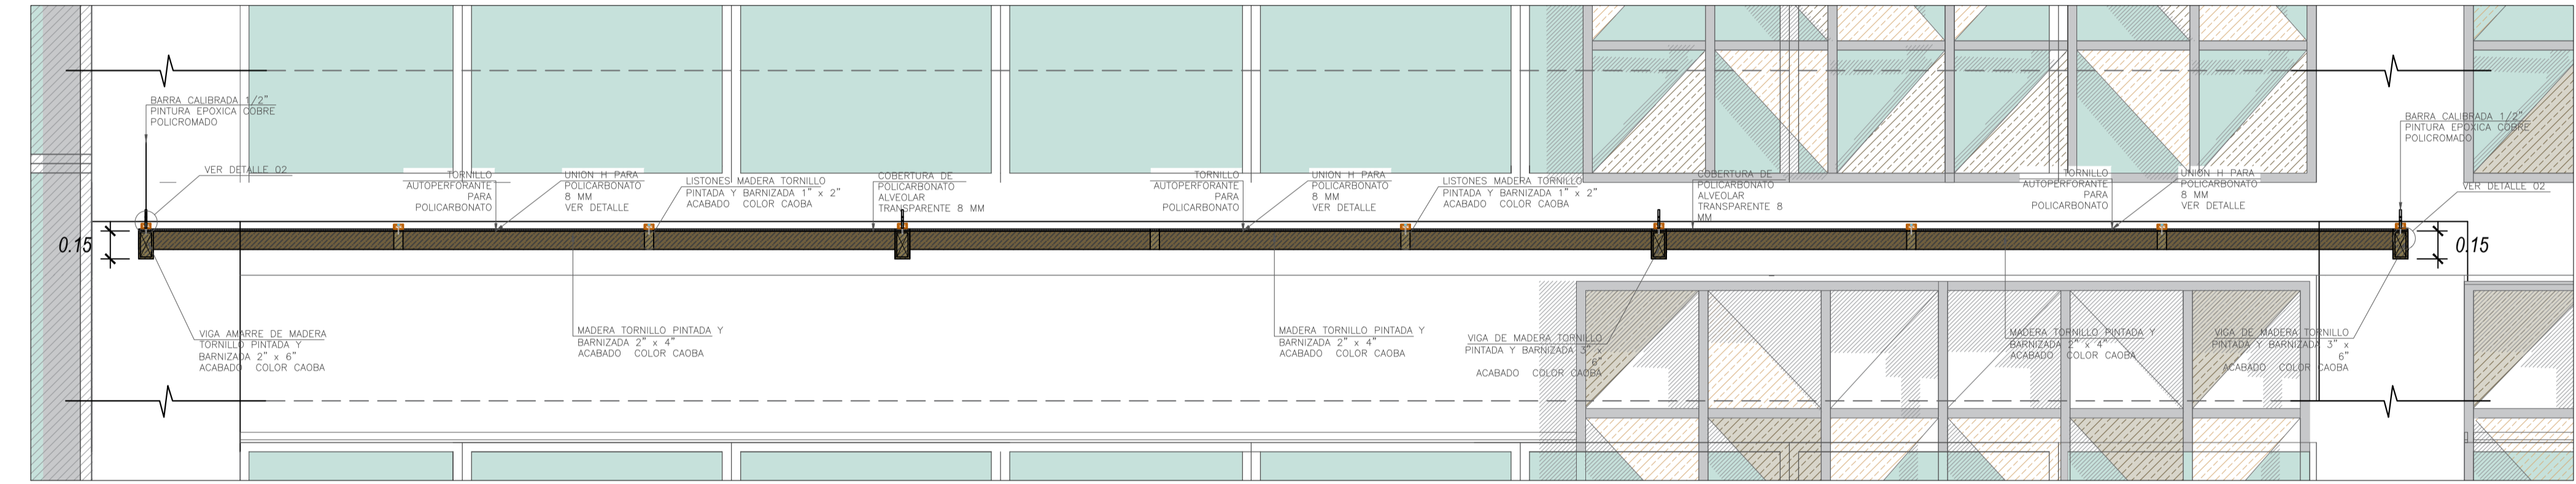 BARRA CALIBRADA 1/2"
PINTURA EPOXICA COBRE
POLICROMADO
VER DETALLE 02
TORNILLO
AUTOPERFORANTE
PARA
POLICARBONATO
UNION H PARA
POLICARBONATO
8 MM
VER DETALLE
LISTONES MADERA TORNILLO
PINTADA Y BARNIZADA 1" x 2"
ACABADO COLOR CAOBA
COBERTURA DE
POLICARBONATO
ALVEOLAR
TRANSPARENTE 8 MM
TORNILLO
AUTOPERFORANTE
PARA
POLICARBONATO
UNION H PARA
POLICARBONATO
8 MM
VER DETALLE
LISTONES MADERA TORNILLO
PINTADA Y BARNIZADA 1" x 2"
ACABADO COLOR CAOBA
COBERTURA DE
POLICARBONATO
ALVEOLAR
TRANSPARENTE 8
MM
TORNILLO
AUTOPERFORANTE
PARA
POLICARBONATO
UNION H PARA
POLICARBONATO
8 MM
VER DETALLE
BARRA CALIBRADA 1/2"
PINTURA EPOXICA COBRE
POLICROMADO
VER DETALLE 02
0.15
0.15
VIGA AMARRE DE MADERA
TORNILLO PINTADA Y
BARNIZADA 2" x 6"
ACABADO COLOR CAOBA
MADERA TORNILLO PINTADA Y
BARNIZADA 2" x 4"
ACABADO COLOR CAOBA
MADERA TORNILLO PINTADA Y
BARNIZADA 2" x 4"
ACABADO COLOR CAOBA
VIGA DE MADERA TORNILLO
PINTADA Y BARNIZADA 3" x
6"
ACABADO COLOR CAOBA
MADERA TORNILLO PINTADA Y
BARNIZADA 2" x 4"
ACABADO COLOR CAOBA
VIGA DE MADERA TORNILLO
PINTADA Y BARNIZADA 3" x
6"
ACABADO COLOR CAOBA